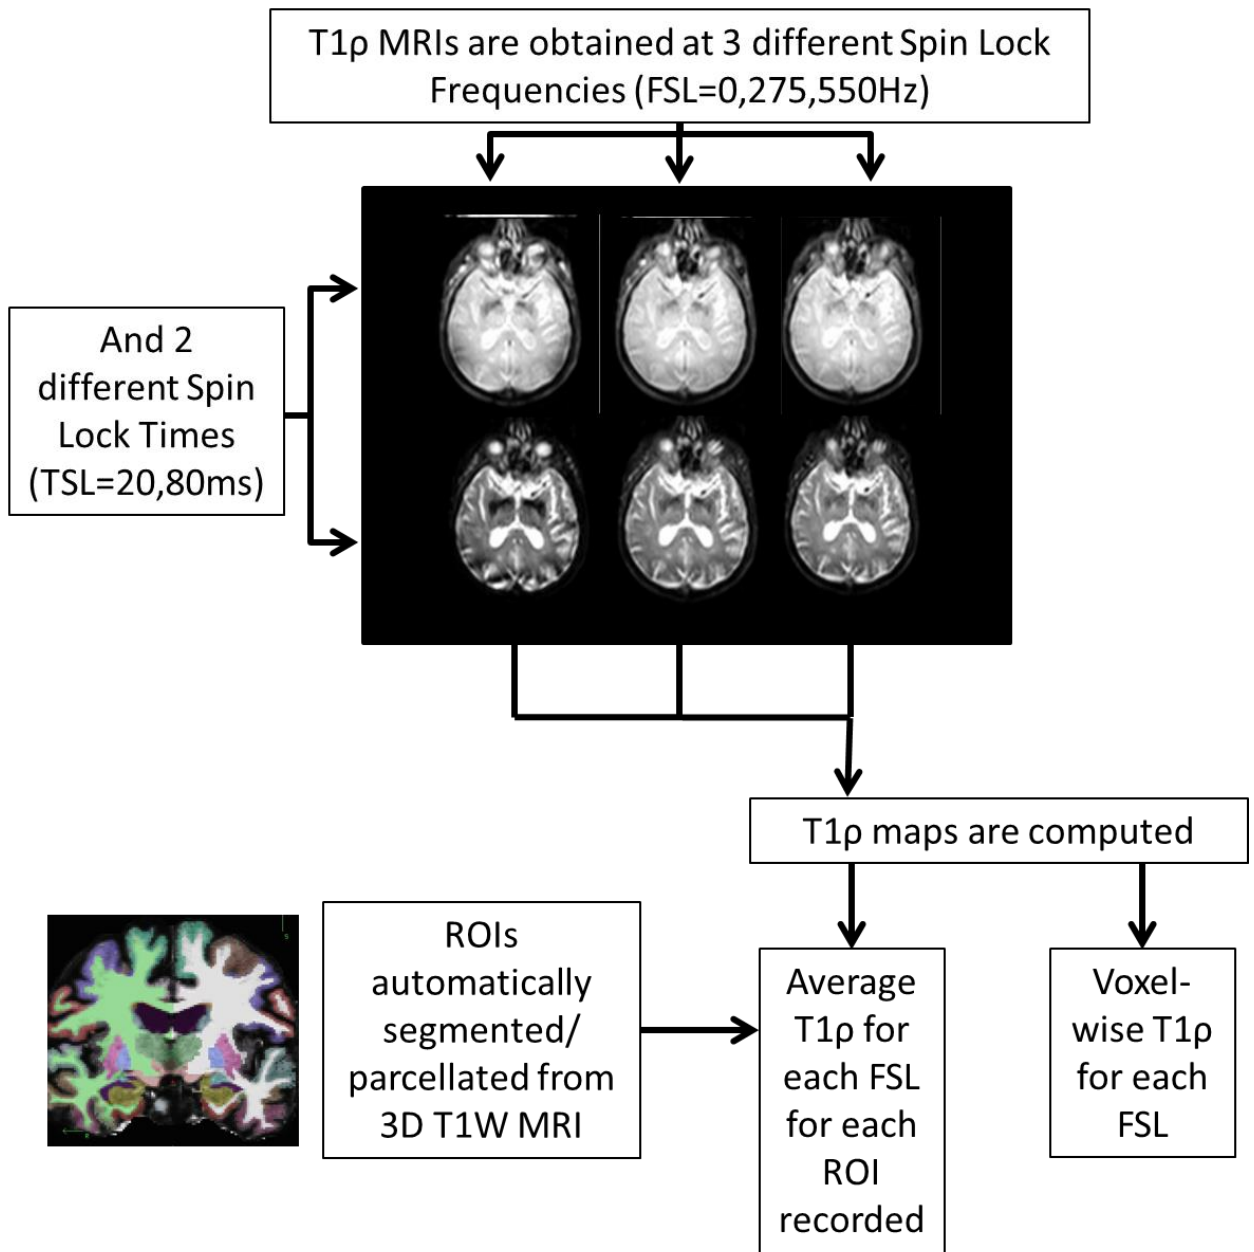 T1ρ MRIs are obtained at 3 different Spin Lock
Frequencies (FSL=0,275,550Hz)
And 2
different Spin
Lock Times
(TSL=20,80ms)
T1ρ maps are computed
ROIs
automatically
segmented/
parcellated from
3D T1W MRI
Average
T1ρ for
each FSL
for each
ROI
recorded
Voxel-
wise T1ρ
for each
FSL